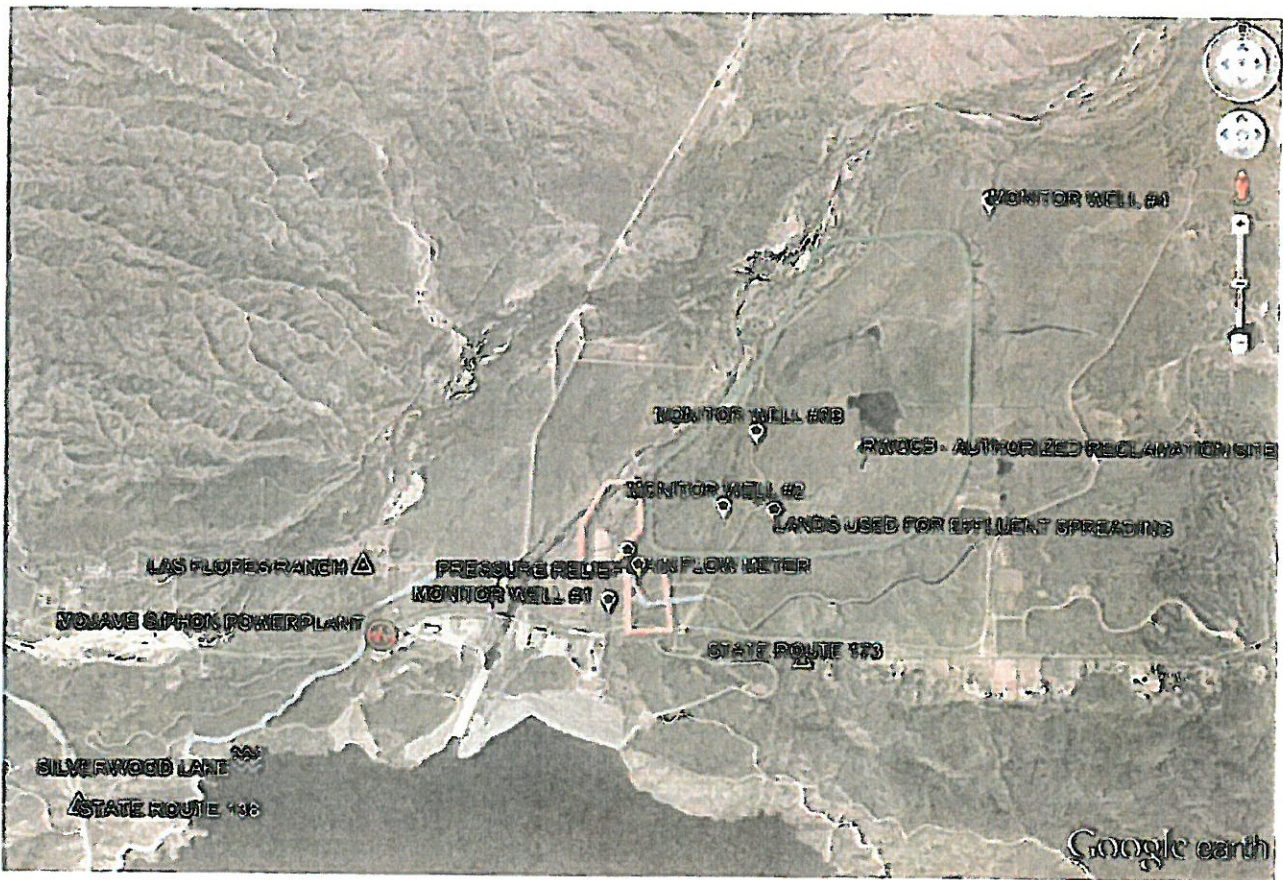 MONITOR WELL #4
MONITOR WELL
RWQCB - AUTHORIZED RECLAMATION SITE
MONITOR WELL #2
LANDS USED FOR EFFLUENT SPREADING
LAS FLORES RANCH
PRESSURE RELIEF
MAIN FLOW METER
MONITOR WELL #1
MOJAVE SIPHON POWERPLANT
STATE ROUTE 173
SILVERWOOD LAKE
STATE ROUTE 138
Google earth